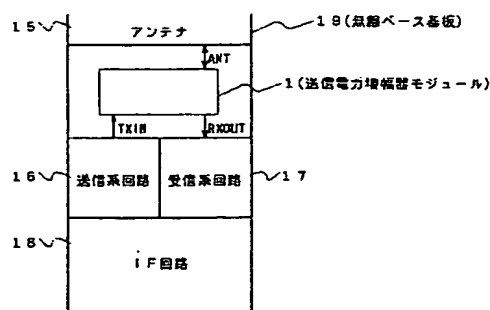 15
アンテナ
19(無線ベース基板)
ANT
1(送信電力増幅器モジュール)
TXIN
RXOUT
16
送信系回路
受信系回路
17
18
iF回路